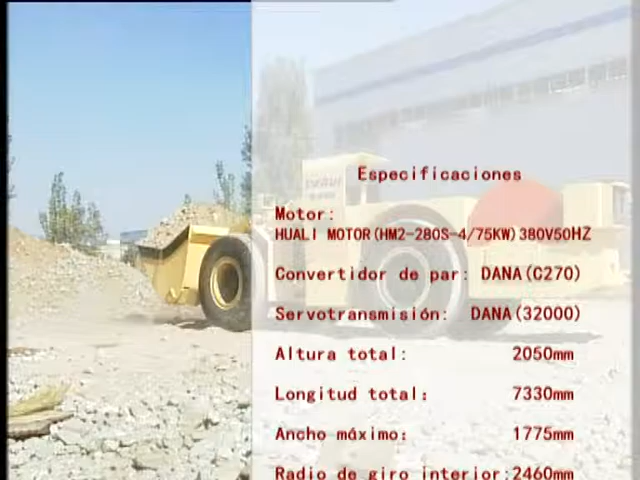 Especificaciones
Motor:
HUALI MOTOR(HM2-280S-4/75KW)380V50HZ
Convertidor de par: DANA(C270)
Servotransmisión: DANA(32000)
Altura total: 2050mm
Longitud total: 7330mm
Ancho máximo: 1775mm
Radio de giro interior:2460mm